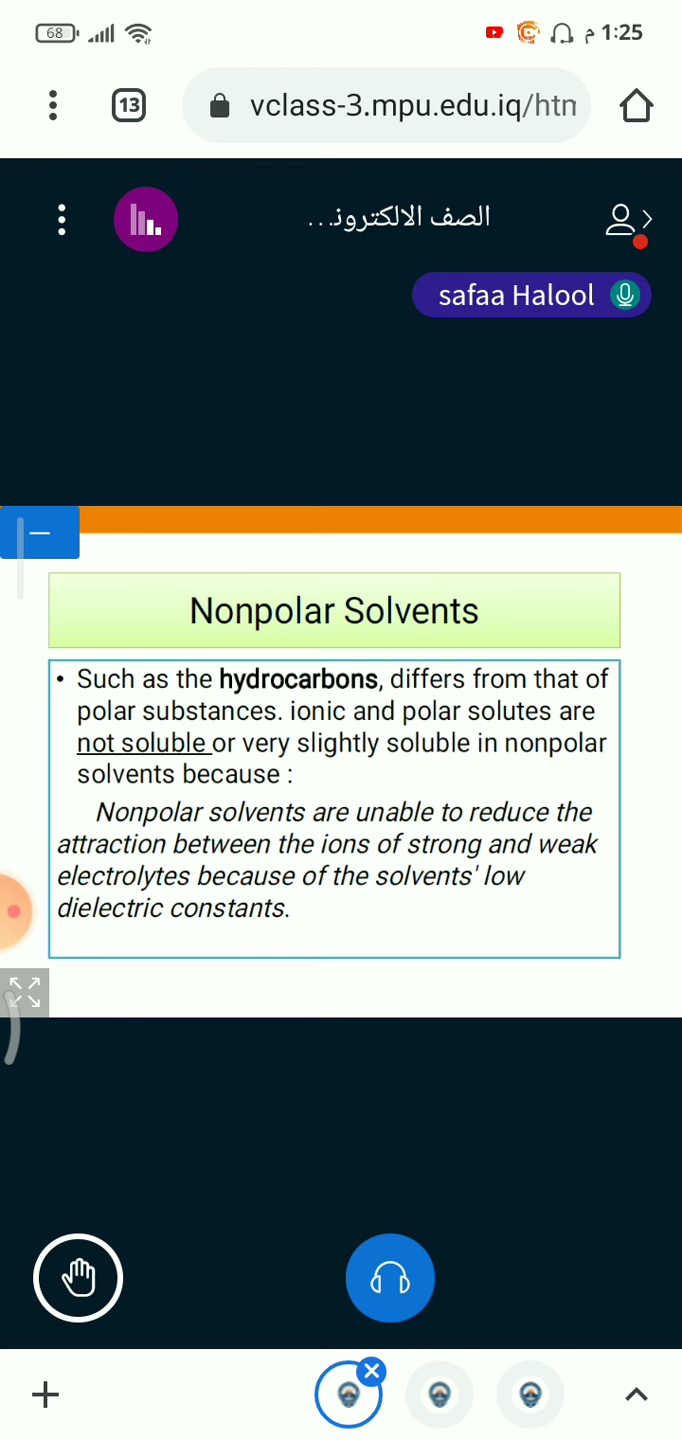 68
م 1:25
13
vclass-3.mpu.edu.iq/htm
الصف الالكترونـ...
safaa Halool
Nonpolar Solvents
• Such as the hydrocarbons, differs from that of
polar substances. ionic and polar solutes are
not soluble or very slightly soluble in nonpolar
solvents because :
Nonpolar solvents are unable to reduce the
attraction between the ions of strong and weak
electrolytes because of the solvents' low
dielectric constants.